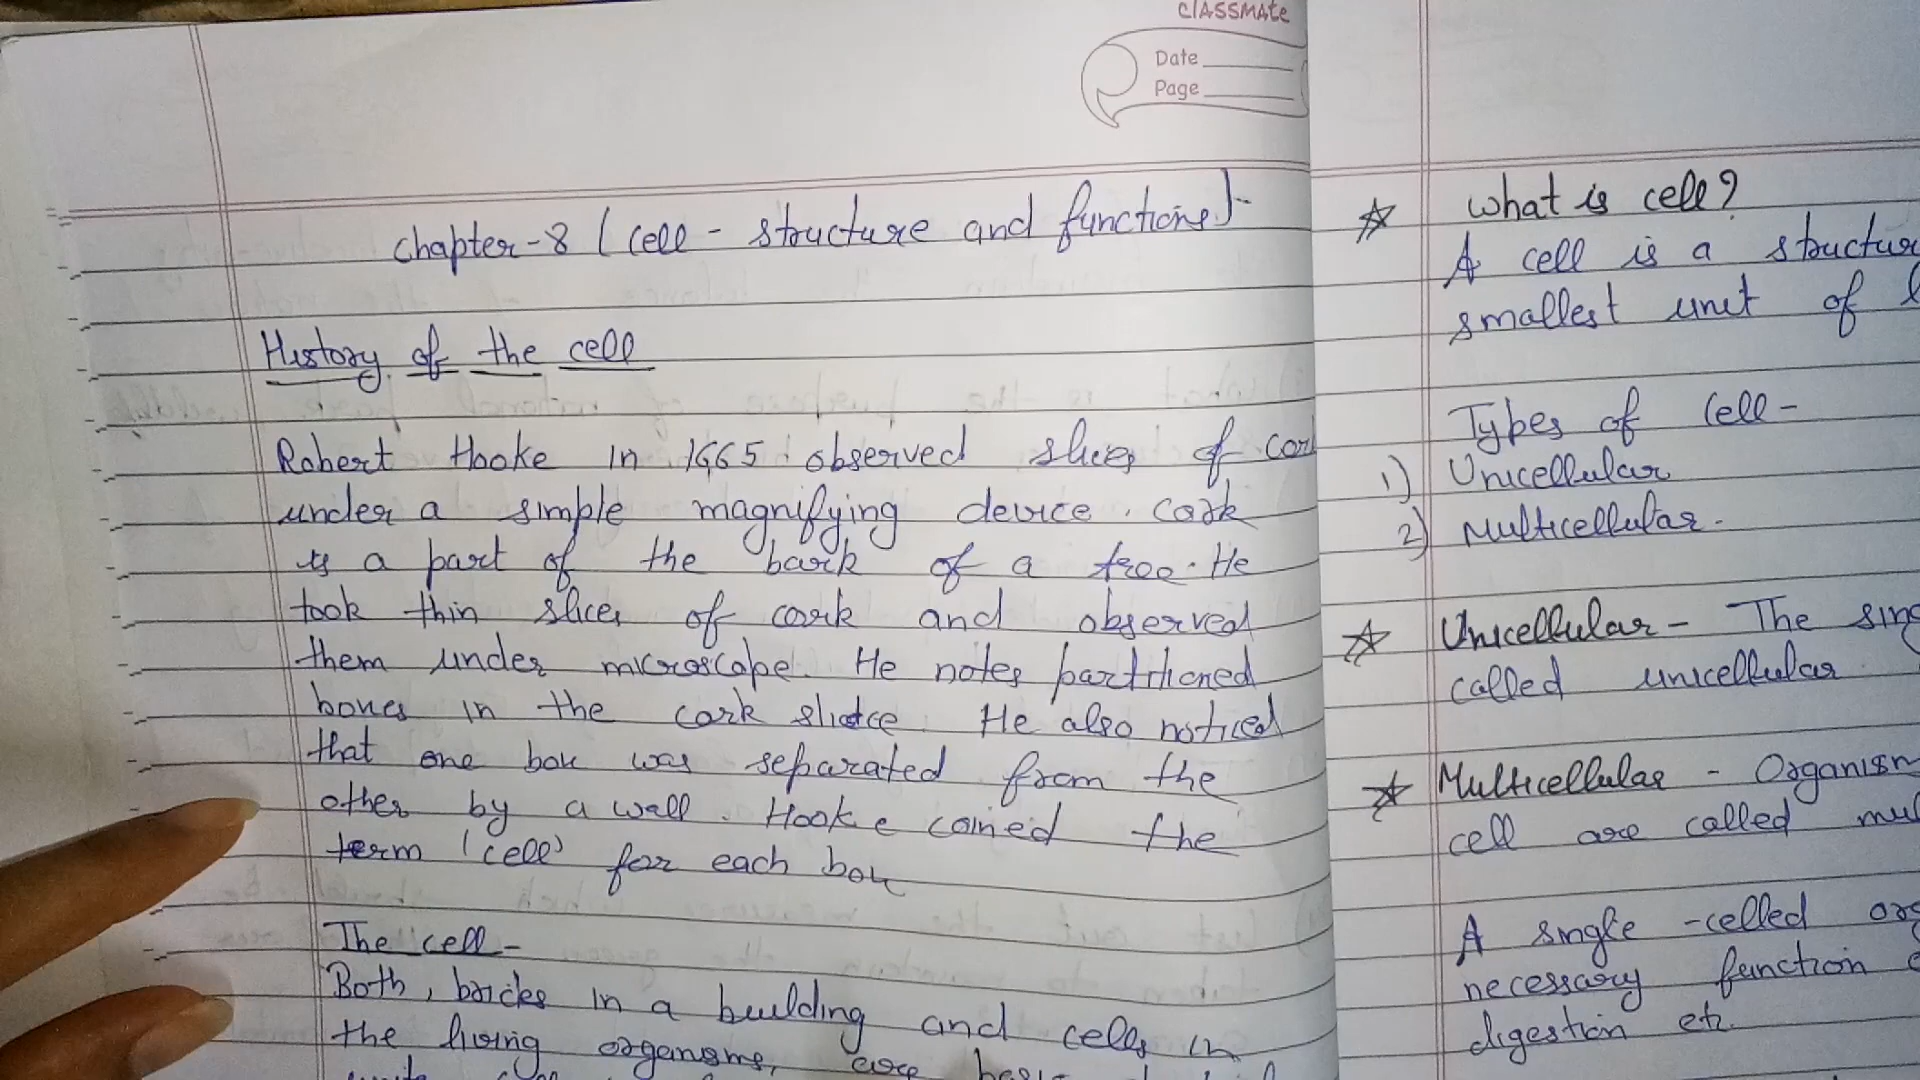 CLASSMATE
Date
Page
Chapter-8 (Cell - structure and functions)-
History of the cell
Robert Hooke in 1665 observed slices of
under a simple magnifying device. Cork
is a part of the bark of a tree. He
took thin slices of cork and observed
them under microscope. He notes partitioned
boxes in the cork slice. He also noticed
that one box was separated from the
other by a wall. Hooke coined the
term 'cell' for each box
The cell -
Both, bricks in a building and cells in
the living organisms, are basic
What is cell?
A cell is a structur
smallest unit of
Types of cell-
1) Unicellular
2) Multicellular.
Unicellular - The sing
called unicellular
Multicellular - Organism
cell are called mul
A single-celled org
necessary function
digestion etc.